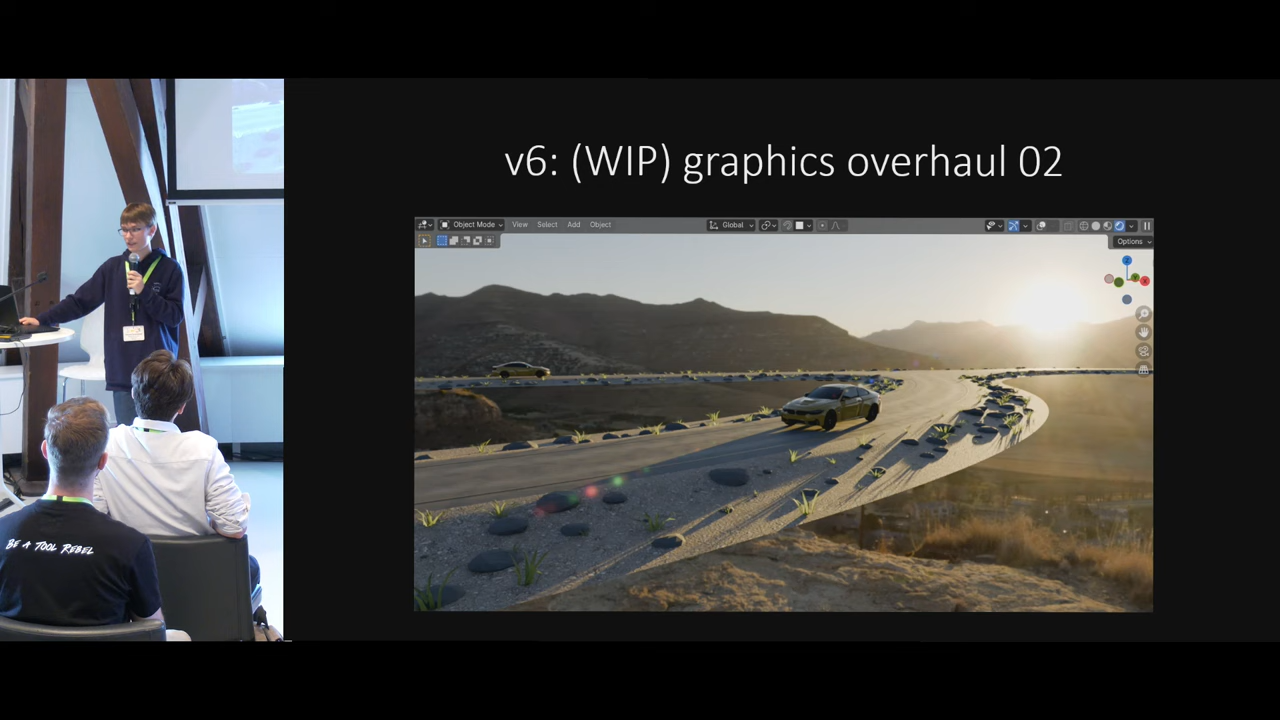 v6: (WIP) graphics overhaul 02
Object Mode View Select Add Object Global
Options
Z
Y
X
BE A TOOL REBEL